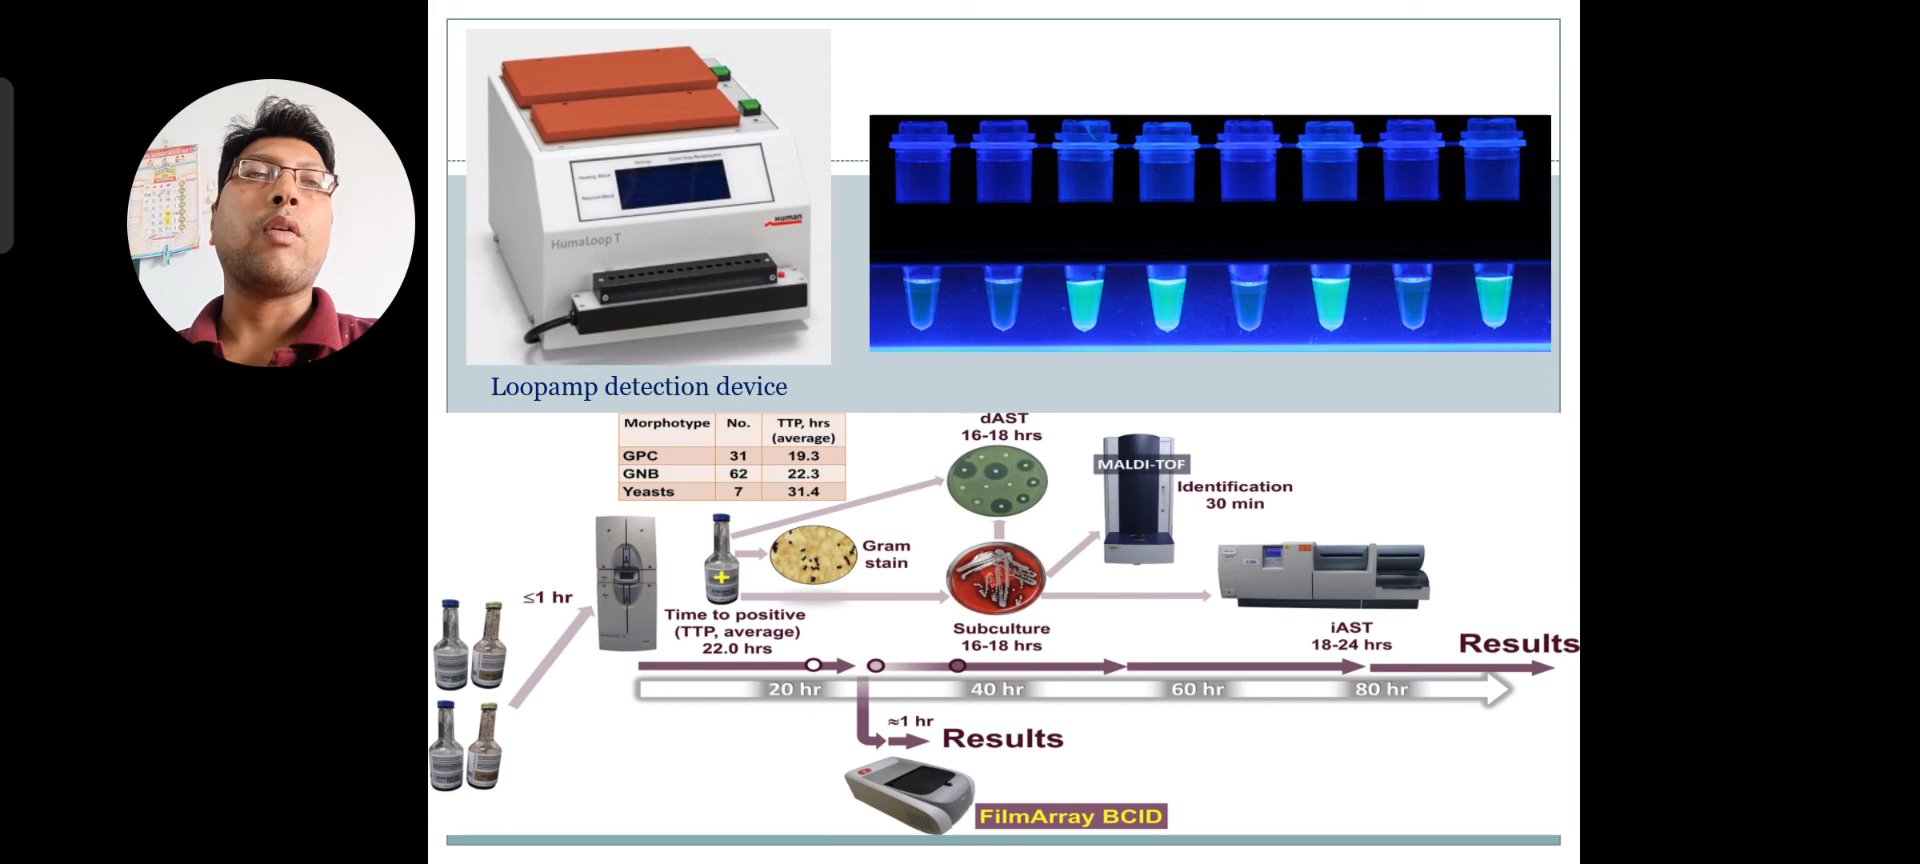 Settings
HUMAN
HumaLoop T
Loopamp detection device
Morphotype No. TTP, hrs (average)
GPC 31 19.3
GNB 62 22.3
Yeasts 7 31.4
dAST
16-18 hrs
MALDI-TOF
Identification
30 min
Gram
stain
≤1 hr
+
Time to positive
(TTP, average)
22.0 hrs
Subculture
16-18 hrs
iAST
18-24 hrs
Results
20 hr 40 hr 60 hr 80 hr
≈1 hr
Results
FilmArray BCID